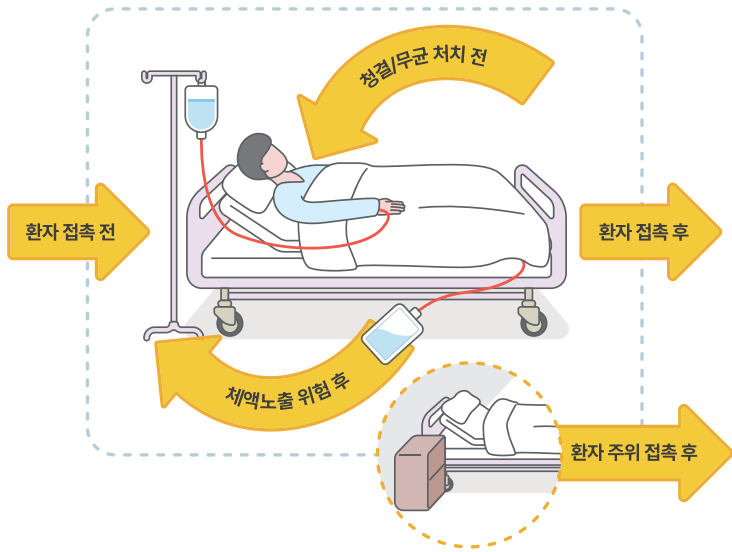 청결/무균 처치 전
환자 접촉 전
환자 접촉 후
체액노출 위험 후
환자 주위 접촉 후